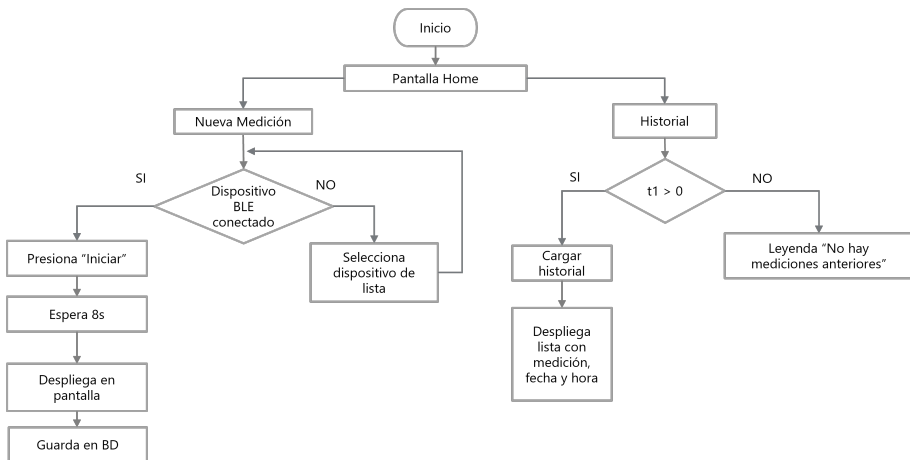 Inicio
Pantalla Home
Nueva Medición
Historial
SI
Dispositivo
BLE
conectado
NO
SI
t1 > 0
NO
Presiona “Iniciar”
Selecciona
dispositivo de
lista
Cargar
historial
Leyenda “No hay
mediciones anteriores”
Espera 8s
Despliega
lista con
medición,
fecha y hora
Despliega en
pantalla
Guarda en BD